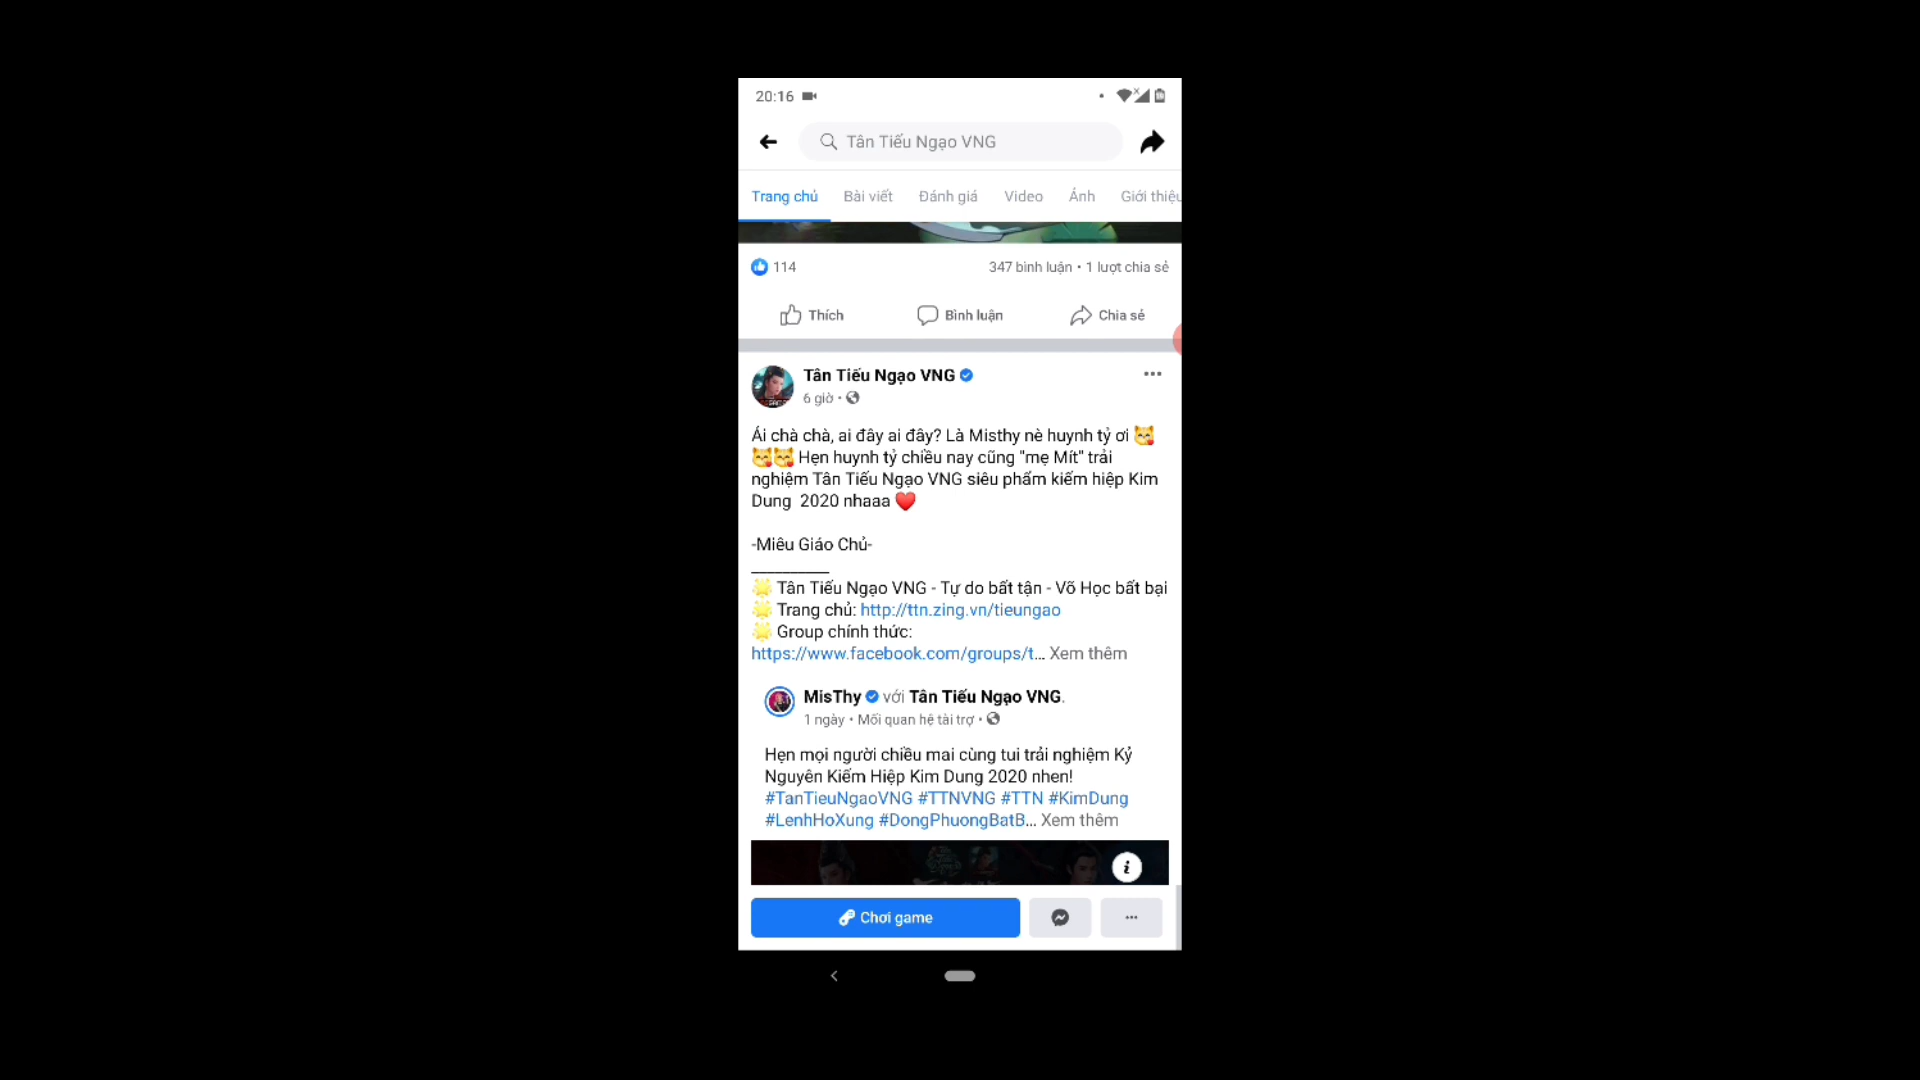 20:16
Tân Tiếu Ngạo VNG
Trang chủ Bài viết Đánh giá Video Ảnh Giới thiệu
114 347 bình luận • 1 lượt chia sẻ
Thích Bình luận Chia sẻ
Tân Tiếu Ngạo VNG
6 giờ •
Ái chà chà, ai đây ai đây? Là Misthy nè huynh tỷ ơi 😽
😽😽 Hẹn huynh tỷ chiều nay cũng "mẹ Mít" trải
nghiệm Tân Tiếu Ngạo VNG siêu phẩm kiếm hiệp Kim
Dung 2020 nhaaa ❤️
-Miêu Giáo Chủ-
__________
🌟 Tân Tiếu Ngạo VNG - Tự do bất tận - Võ Học bất bại
🌟 Trang chủ: http://ttn.zing.vn/tieungao
🌟 Group chính thức:
https://www.facebook.com/groups/t... Xem thêm
MisThy với Tân Tiếu Ngạo VNG.
1 ngày • Mối quan hệ tài trợ •
Hẹn mọi người chiều mai cùng tui trải nghiệm Kỷ
Nguyên Kiếm Hiệp Kim Dung 2020 nhen!
#TanTieuNgaoVNG #TTNVNG #TTN #KimDung
#LenhHoXung #DongPhuongBatB... Xem thêm
Chơi game